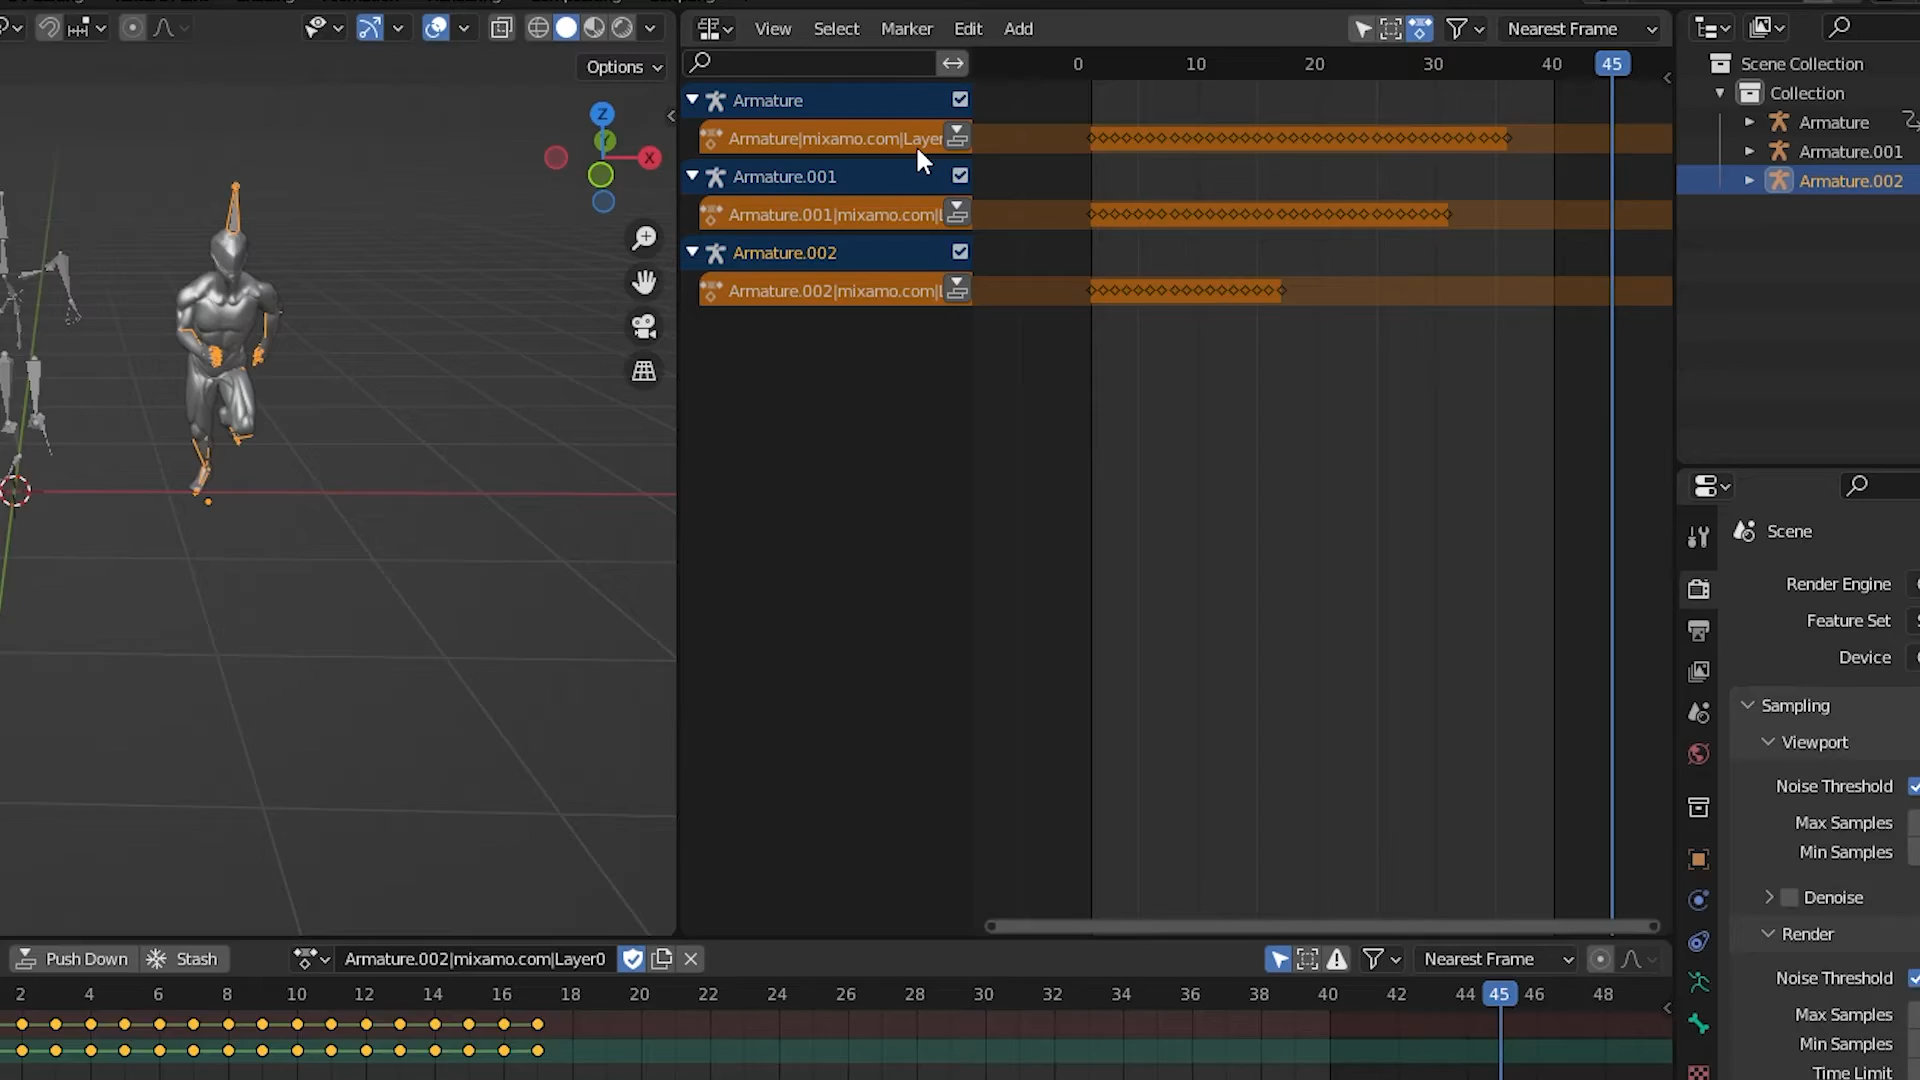 View Select Marker Edit Add Nearest Frame
Options
0 10 20 30 40 45
Armature
Armature|mixamo.com|Layer
Armature.001
Armature.001|mixamo.com|L
Armature.002
Armature.002|mixamo.com|L
Z
Y
X
Scene Collection
Collection
Armature
Armature.001
Armature.002
Scene
Render Engine
Feature Set
Device
Sampling
Viewport
Noise Threshold
Max Samples
Min Samples
Denoise
Render
Noise Threshold
Max Samples
Min Samples
Time Limit
Push Down Stash Armature.002|mixamo.com|Layer0 Nearest Frame
2 4 6 8 10 12 14 16 18 20 22 24 26 28 30 32 34 36 38 40 42 44 45 46 48